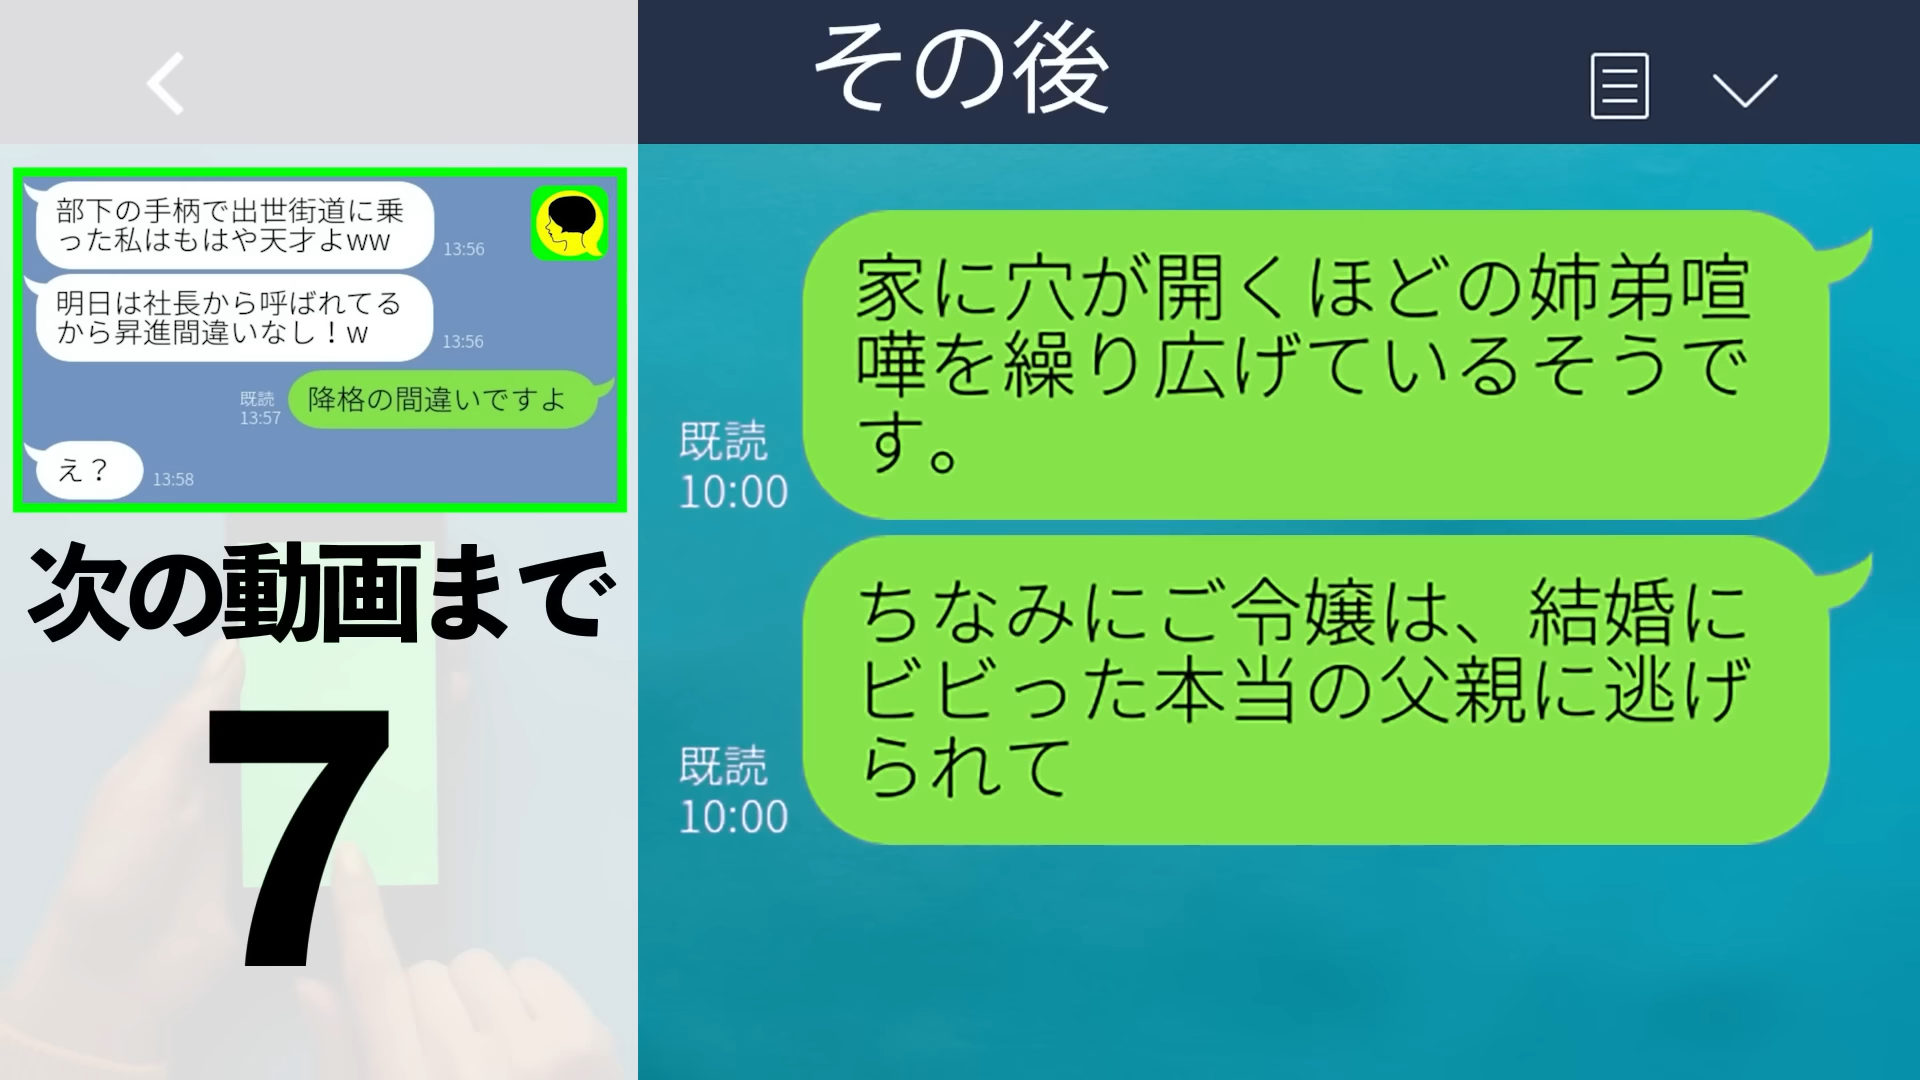 部下の手柄で出世街道に乗
った私はもはや天才よww
13:56
明日は社長から呼ばれてる
から昇進間違いなし！w
13:56
既読
13:57
降格の間違いですよ
え？
13:58
次の動画まで
7
その後
家に穴が開くほどの姉弟喧
嘩を繰り広げているそうで
す。
既読
10:00
ちなみにご令嬢は、結婚に
ビビった本当の父親に逃げ
られて
既読
10:00